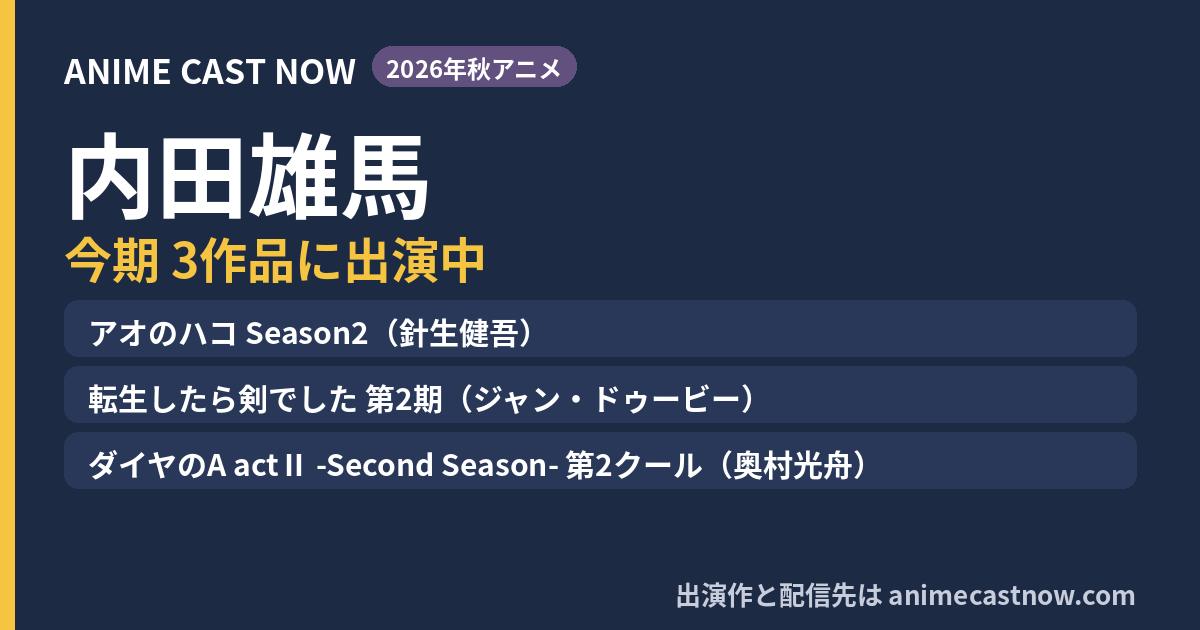 ANIME CAST NOW 2026年秋アニメ
内田雄馬
今期 3作品に出演中
アオのハコ Season2（針生健吾）
転生したら剣でした 第2期（ジャン・ドゥービー）
ダイヤのA actⅡ -Second Season- 第2クール（奥村光舟）
出演作と配信先は animecastnow.com